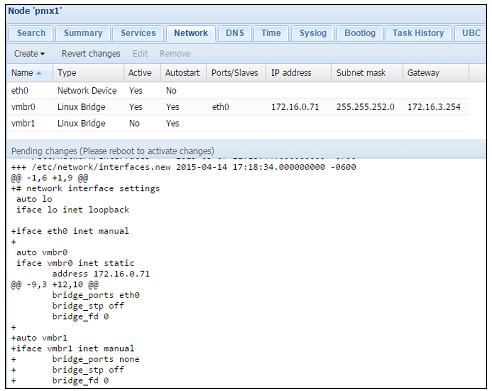 Node 'pmx1'
Search Summary Services Network DNS Time Syslog Bootlog Task History UBC
Create Revert changes Edit Remove
Name Type Active Autostart Ports/Slaves IP address Subnet mask Gateway
eth0 Network Device Yes No
vmbr0 Linux Bridge Yes Yes eth0 172.16.0.71 255.255.252.0 172.16.3.254
vmbr1 Linux Bridge No Yes
Pending changes (Please reboot to activate changes)
+++ /etc/network/interfaces.new 2015-04-14 17:18:34.000000000 -0600
@@ -1,6 +1,9 @@
+# network interface settings
auto lo
iface lo inet loopback
+iface eth0 inet manual
+
auto vmbr0
iface vmbr0 inet static
address 172.16.0.71
@@ -9,3 +12,10 @@
bridge_ports eth0
bridge_stp off
bridge_fd 0
+
+auto vmbr1
+iface vmbr1 inet manual
+ bridge_ports none
+ bridge_stp off
+ bridge_fd 0